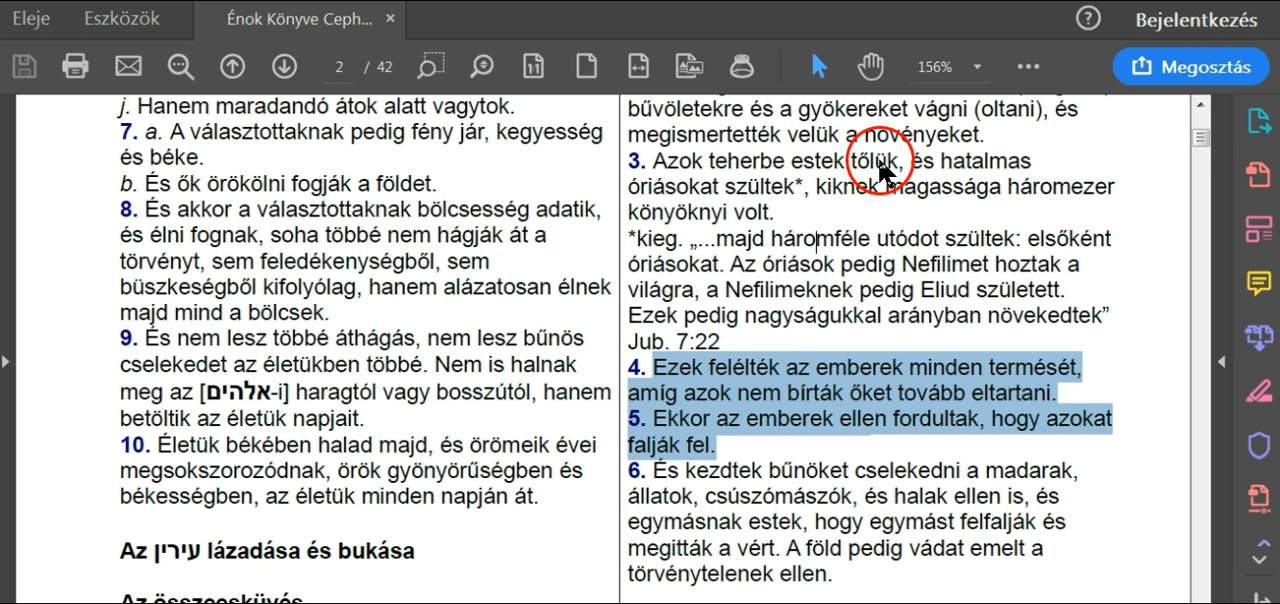 Eleje
Eszközök
Énok Könyve Ceph...
×
?
Bejelentkezés
2 / 42
156%
Megosztás
j. Hanem maradandó átok alatt vagytok.
7. a. A választottaknak pedig fény jár, kegyesség
és béke.
b. És ők örökölni fogják a földet.
8. És akkor a választottaknak bölcsesség adatik,
és élni fognak, soha többé nem hágják át a
törvényt, sem feledékenységből, sem
büszkeségből kifolyólag, hanem alázatosan élnek
majd mind a bölcsek.
9. És nem lesz többé áthágás, nem lesz bűnös
cselekedet az életükben többé. Nem is halnak
meg az [אלהים-i] haragtól vagy bosszútól, hanem
betöltik az életük napjait.
10. Életük békében halad majd, és örömeik évei
megsokszorozódnak, örök gyönyörűségben és
békességben, az életük minden napján át.
Az עירין lázadása és bukása
Az összeesküvés
bűvöletekre és a gyökereket vágni (oltani), és
megismertették velük a növényeket.
3. Azok teherbe estek tőlük, és hatalmas
óriásokat szültek*, kiknek magassága háromezer
könyöknyi volt.
*kieg. „...majd háromféle utódot szültek: elsőként
óriásokat. Az óriások pedig Nefilimet hoztak a
világra, a Nefilimeknek pedig Eliud született.
Ezek pedig nagyságukkal arányban növekedtek”
Jub. 7:22
4. Ezek felélték az emberek minden termését,
amíg azok nem bírták őket tovább eltartani.
5. Ekkor az emberek ellen fordultak, hogy azokat
falják fel.
6. És kezdtek bűnöket cselekedni a madarak,
állatok, csúszómászók, és halak ellen is, és
egymásnak estek, hogy egymást felfalják és
megitták a vért. A föld pedig vádat emelt a
törvénytelenek ellen.